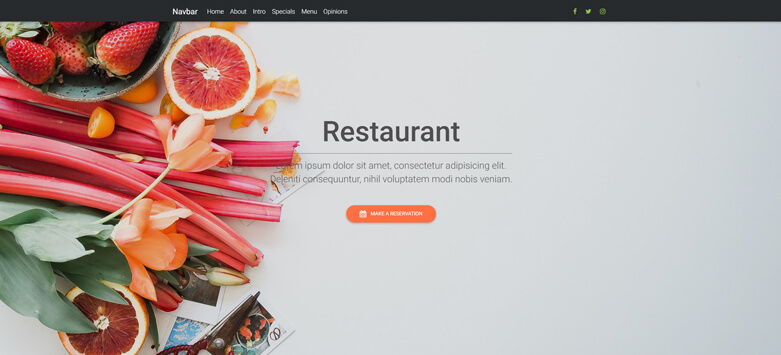 Navbar Home About Intro Specials Menu Opinions
Restaurant
Lorem ipsum dolor sit amet, consectetur adipisicing elit.
Deleniti consequuntur, nihil voluptatem modi nobis veniam.
MAKE A RESERVATION